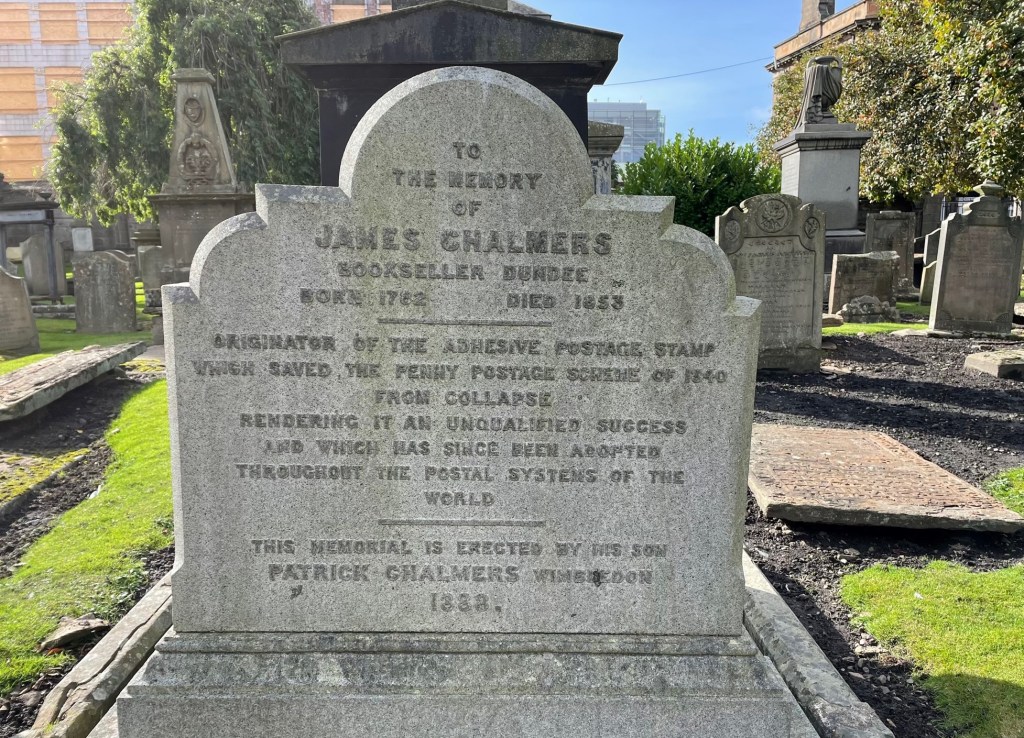 TO
THE MEMORY
OF
JAMES CHALMERS
BOOKSELLER DUNDEE
BORN 1782 DIED 1853
ORIGINATOR OF THE ADHESIVE POSTAGE STAMP
WHICH SAVED THE PENNY POSTAGE SCHEME OF 1840
FROM COLLAPSE
RENDERING IT AN UNQUALIFIED SUCCESS
AND WHICH HAS SINCE BEEN ADOPTED
THROUGHOUT THE POSTAL SYSTEMS OF THE
WORLD
THIS MEMORIAL IS ERECTED BY HIS SON
PATRICK CHALMERS WIMBLEDON
1888.